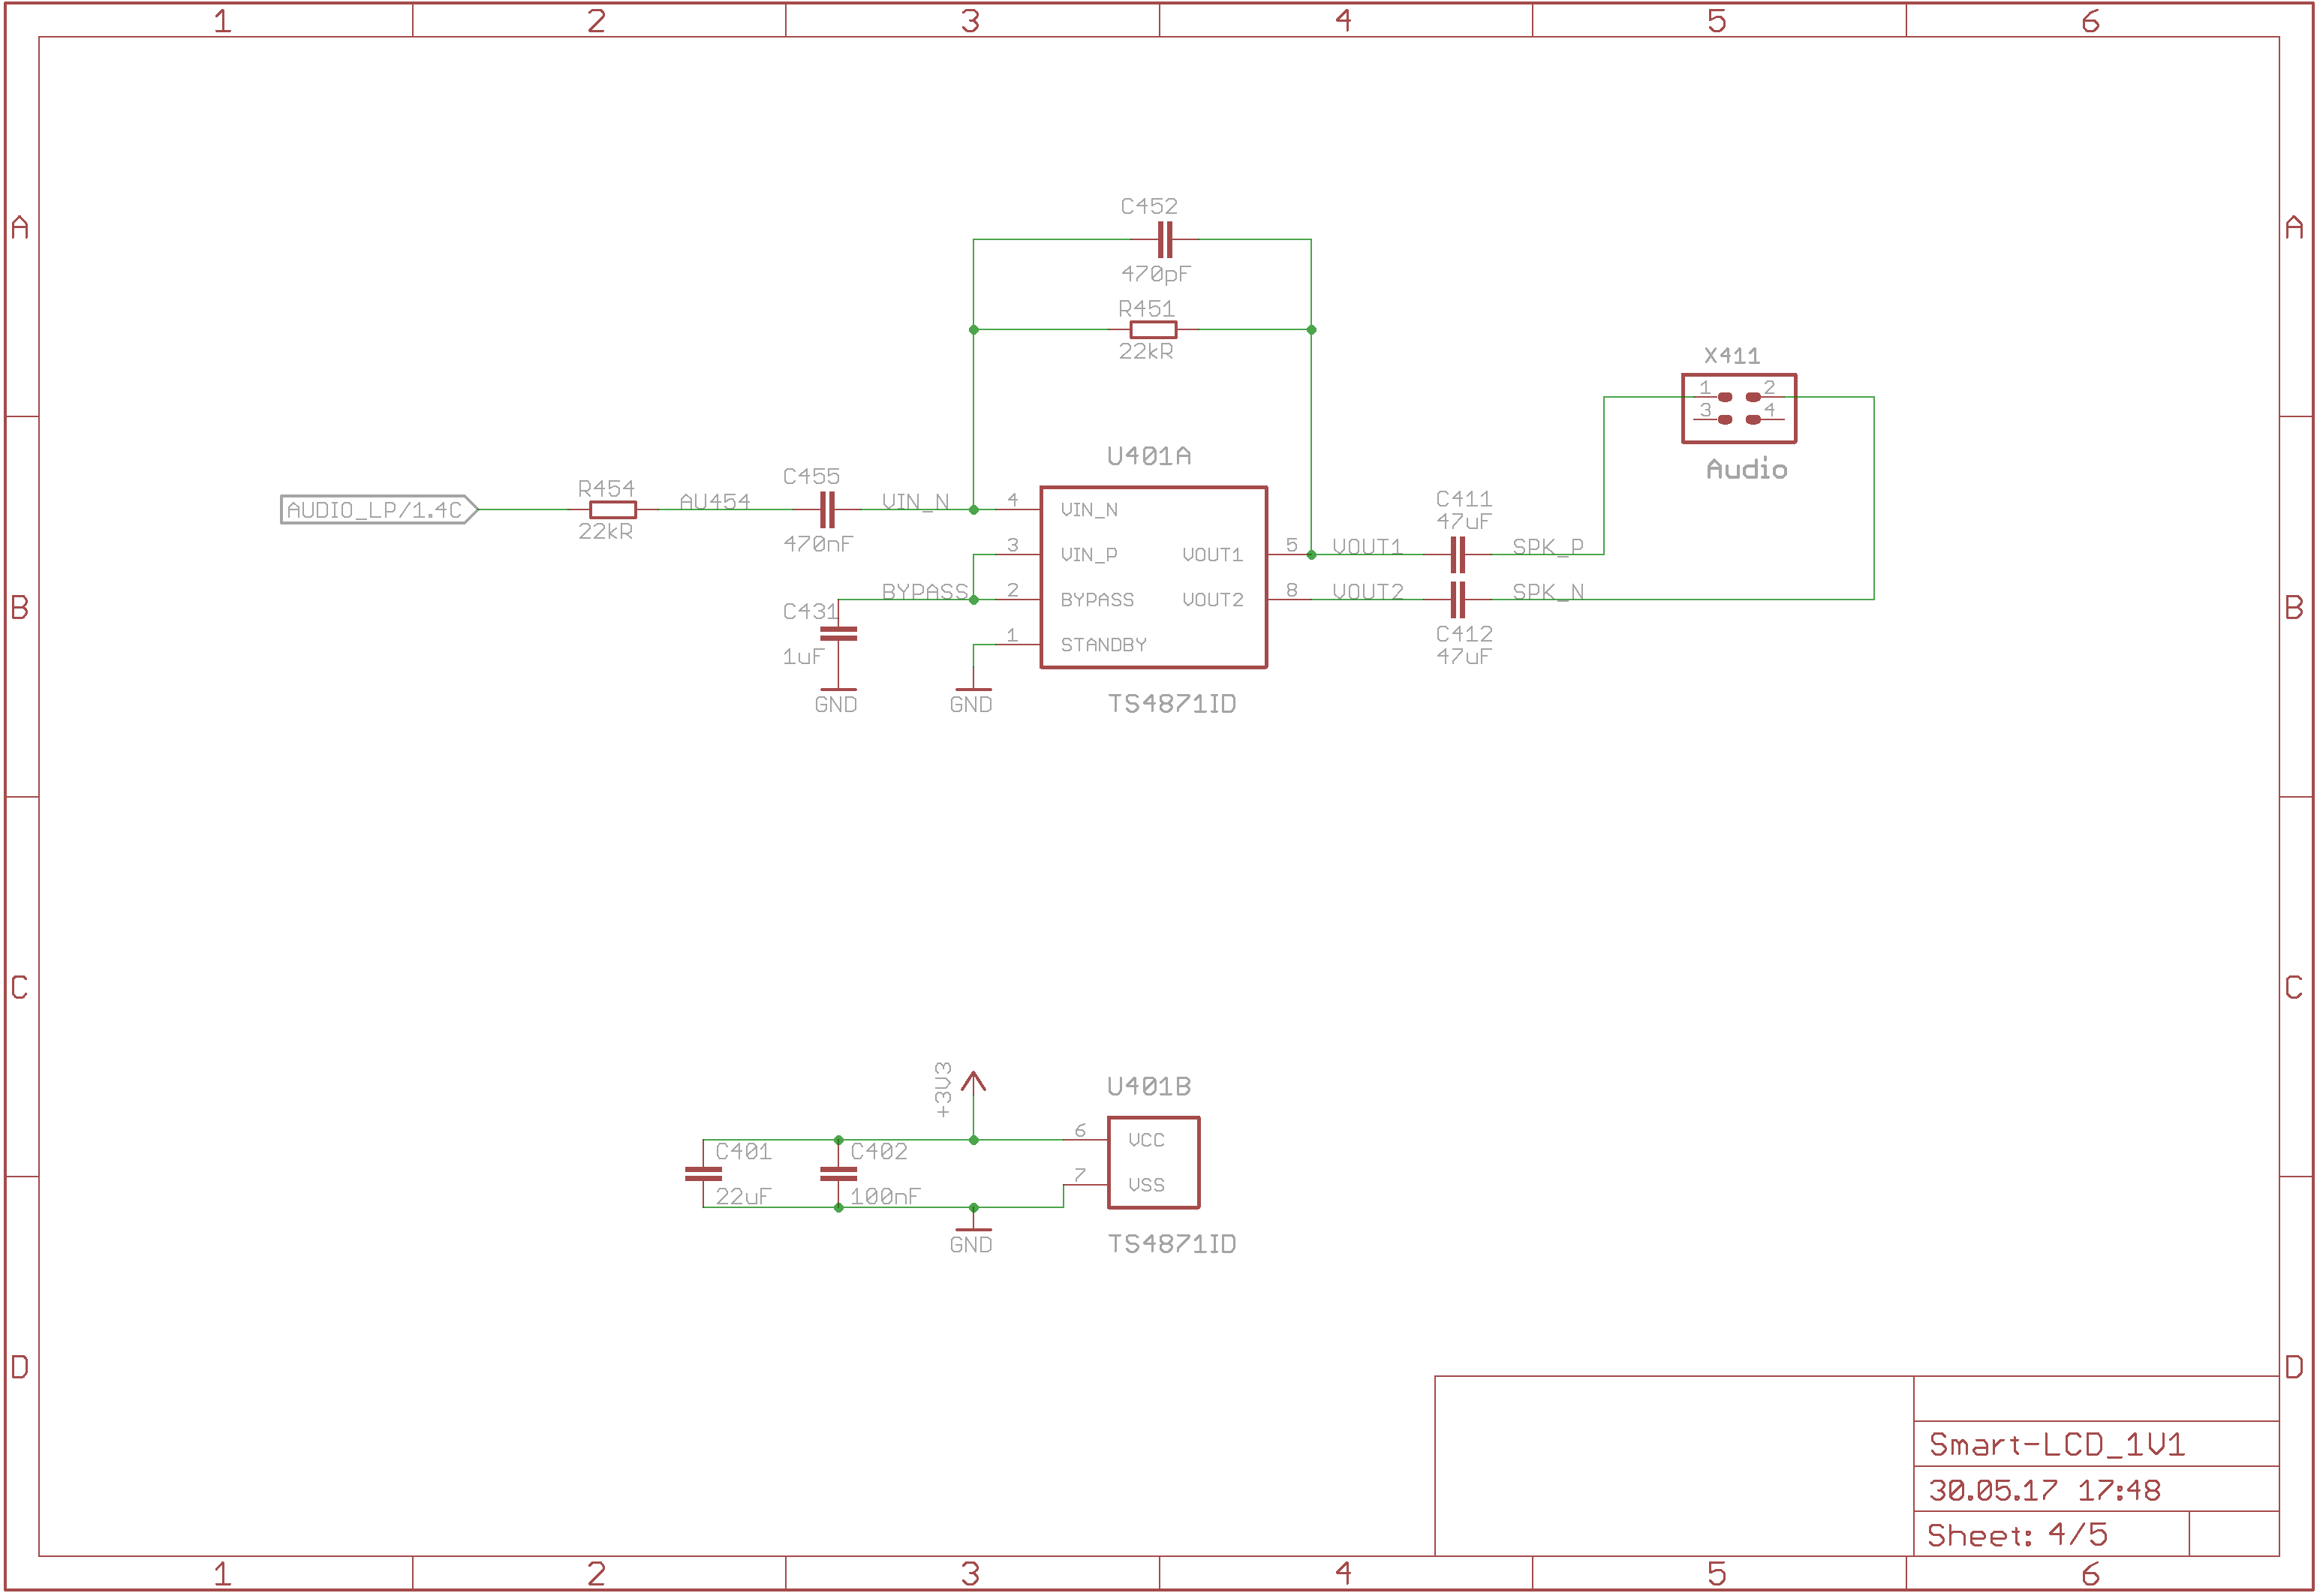 1 2 3 4 5 6
A A
C452
470pF
R451
22kR
X411
1 2
3 4
Audio
U401A
AUDIO_LP/1.4C
R454
22kR
AU454
C455
470nF
VIN_N
4 VIN_N
3 VIN_P
VOUT1 5
VOUT1
C411
47uF
SPK_P
BYPASS
2 BYPASS
VOUT2 8
VOUT2
SPK_N
C412
47uF
C431
1uF
1 STANDBY
GND
GND
TS4871ID
B B
C C
+3V3
U401B
6 VCC
7 VSS
C401
22uF
C402
100nF
GND
TS4871ID
D D
Smart-LCD_1V1
30.05.17 17:48
Sheet: 4/5
1 2 3 4 5 6